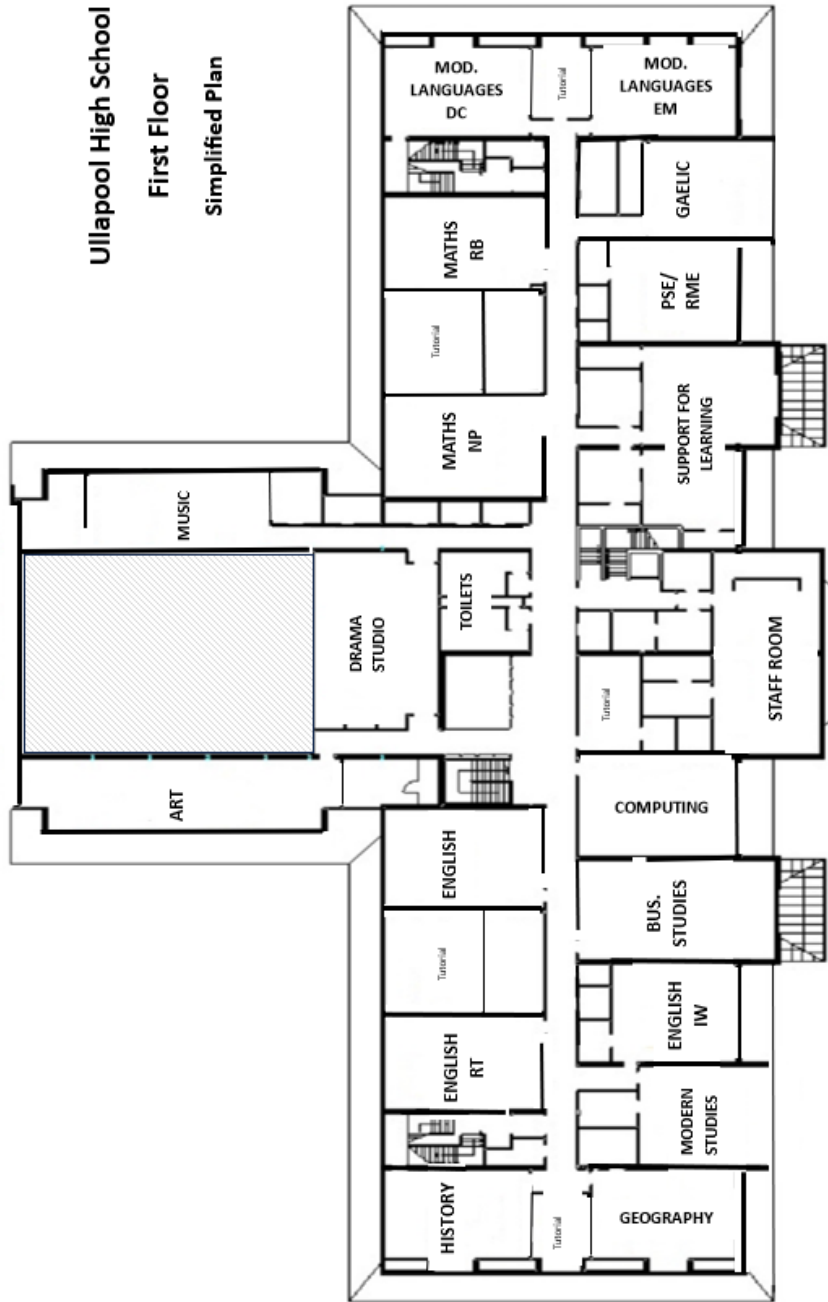 Ullapool High School
First Floor
Simplified Plan
MOD.
LANGUAGES
DC
Tutorial
MOD.
LANGUAGES
EM
MATHS
RB
GAELIC
Tutorial
PSE/
RME
MATHS
NP
SUPPORT FOR
LEARNING
MUSIC
DRAMA
STUDIO
TOILETS
Tutorial
STAFF ROOM
ART
COMPUTING
ENGLISH
BUS.
STUDIES
Tutorial
ENGLISH
IW
ENGLISH
RT
MODERN
STUDIES
HISTORY
Tutorial
GEOGRAPHY